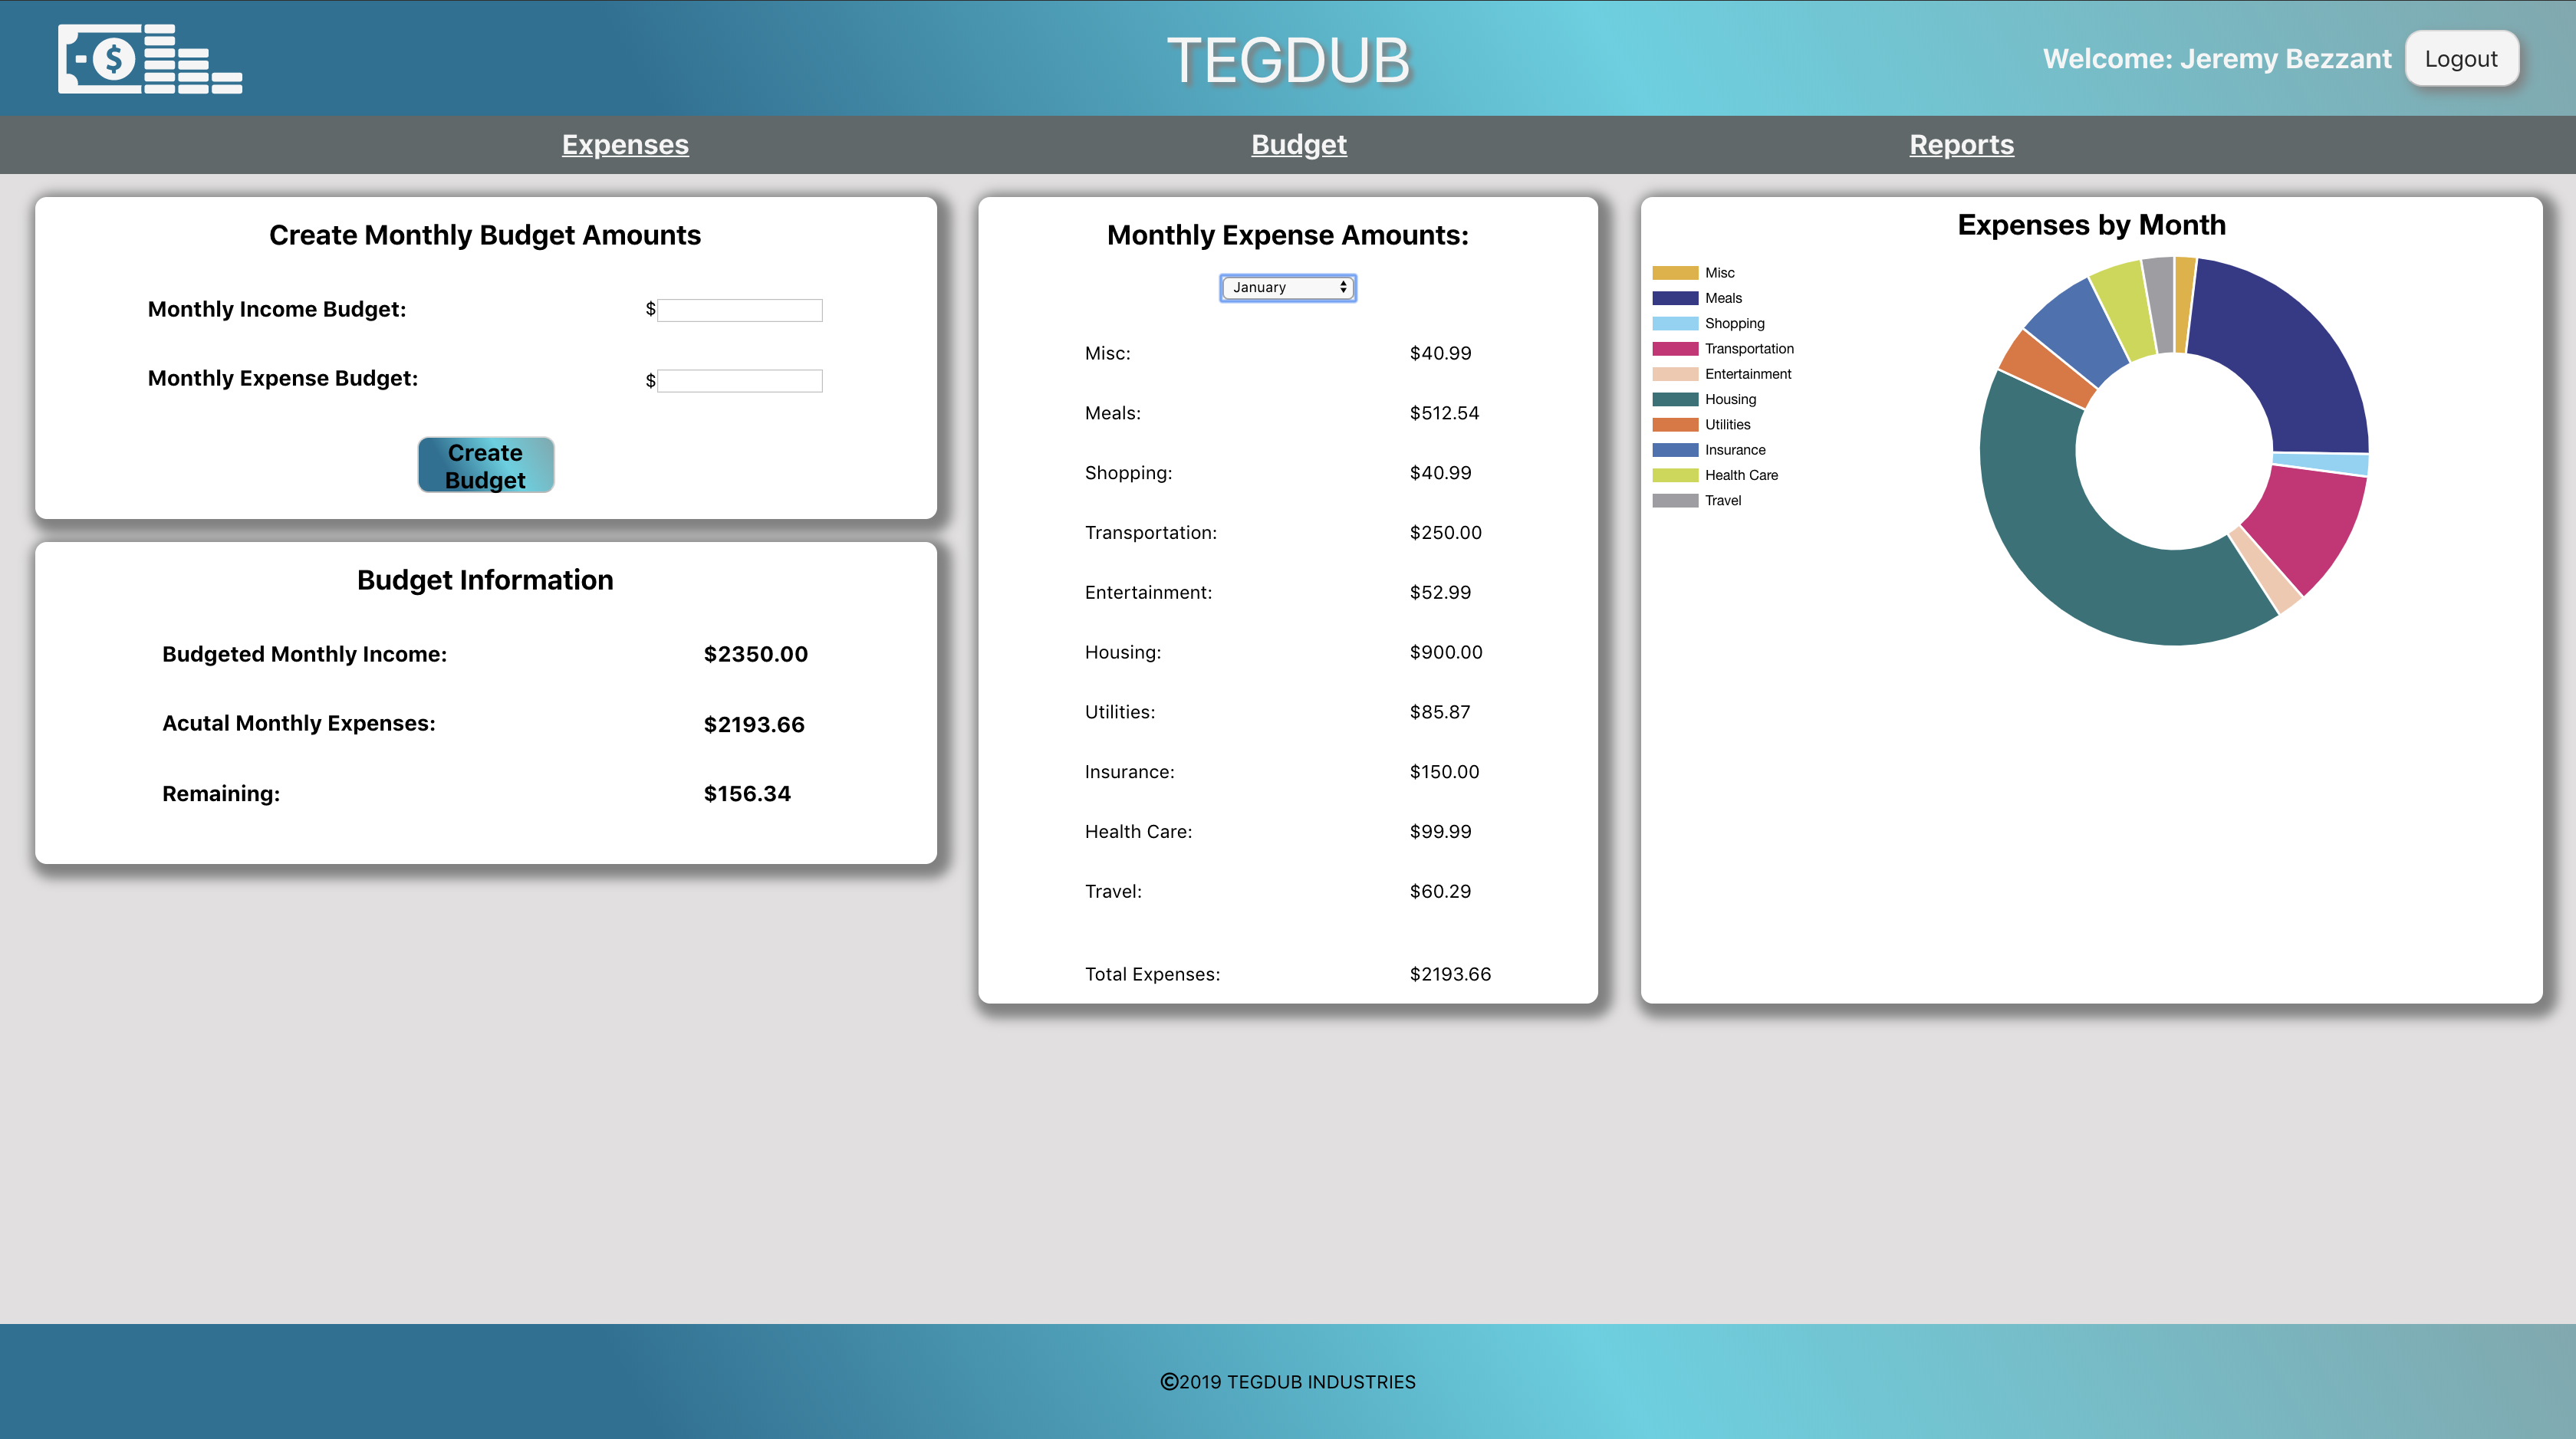 TEGDUB
Welcome: Jeremy Bezzant
Logout
Expenses
Budget
Reports
Create Monthly Budget Amounts
Monthly Income Budget:
$
Monthly Expense Budget:
$
Create
Budget
Budget Information
Budgeted Monthly Income: $2350.00
Acutal Monthly Expenses: $2193.66
Remaining: $156.34
Monthly Expense Amounts:
January
Misc: $40.99
Meals: $512.54
Shopping: $40.99
Transportation: $250.00
Entertainment: $52.99
Housing: $900.00
Utilities: $85.87
Insurance: $150.00
Health Care: $99.99
Travel: $60.29
Total Expenses: $2193.66
Expenses by Month
Misc
Meals
Shopping
Transportation
Entertainment
Housing
Utilities
Insurance
Health Care
Travel
©2019 TEGDUB INDUSTRIES